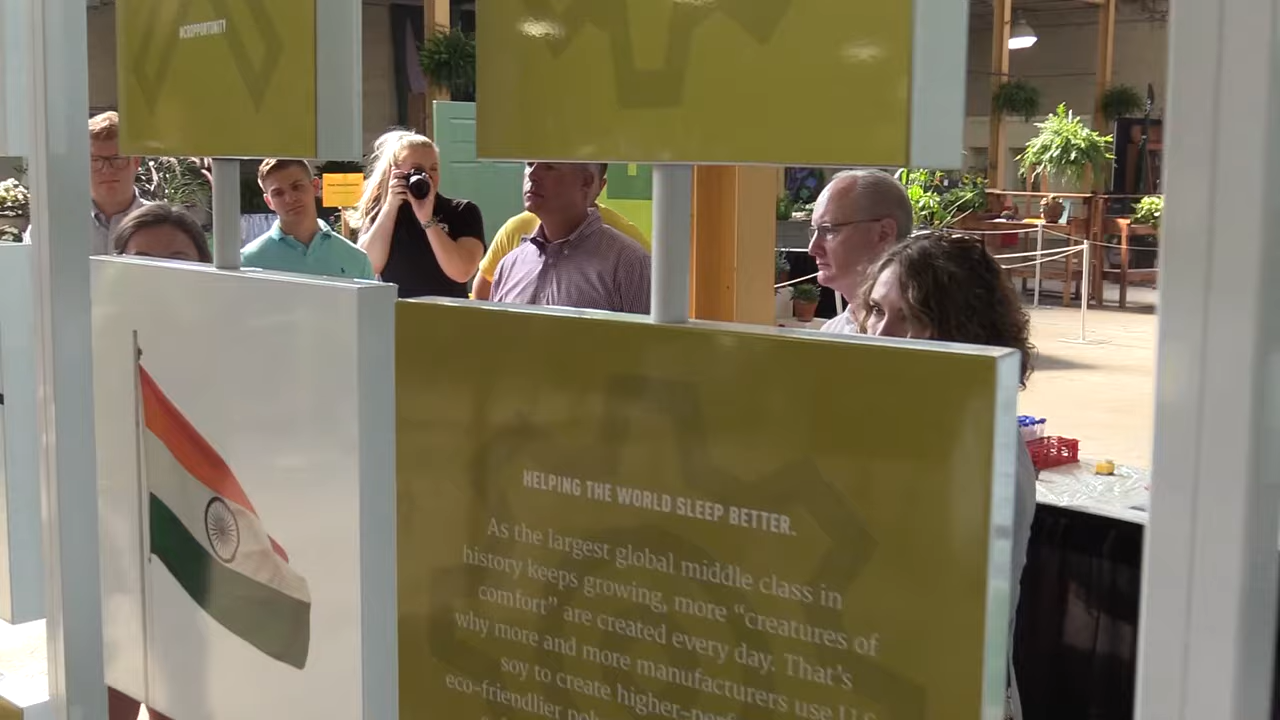 #CROPPORTUNITY
HELPING THE WORLD SLEEP BETTER.
As the largest global middle class in
history keeps growing, more “creatures of
comfort” are created every day. That’s
why more and more manufacturers use U.S.
soy to create higher-perf
eco-friendlier